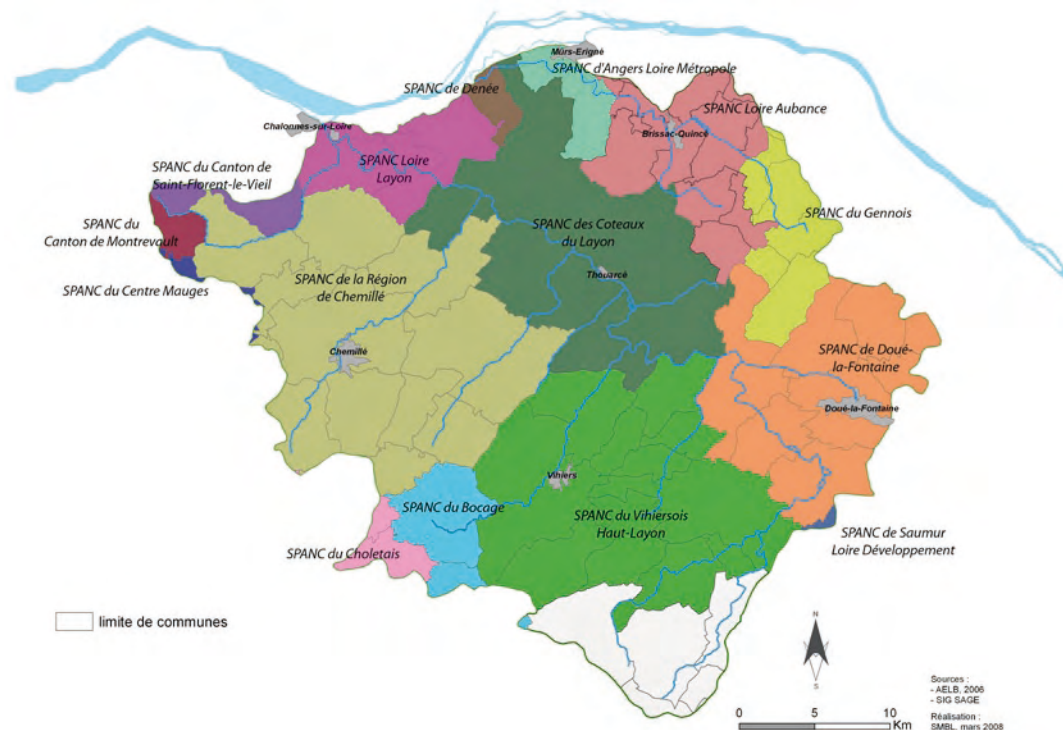 Mûrs-Erigné
SPANC d'Angers Loire Métropole
SPANC de Denée
SPANC Loire Aubance
Chalonnes-sur-Loire
Brissac-Quincé
SPANC Loire
Layon
SPANC du Canton de
Saint-Florent-le-Vieil
SPANC du
Canton de Montrevault
SPANC des Coteaux
du Layon
SPANC du Gennois
Thouarcé
SPANC du Centre Mauges
SPANC de la Région
de Chemillé
Chemillé
SPANC de Doué-
la-Fontaine
Doué-la-Fontaine
Vihiers
SPANC du Bocage
SPANC du Vihiersois
Haut-Layon
SPANC de Saumur
Loire Développement
SPANC du Choletais
limite de communes
N
S
0 5 10
Km
Sources :
- AELB, 2006
- SIG SAGE
Réalisation :
SMBL, mars 2008